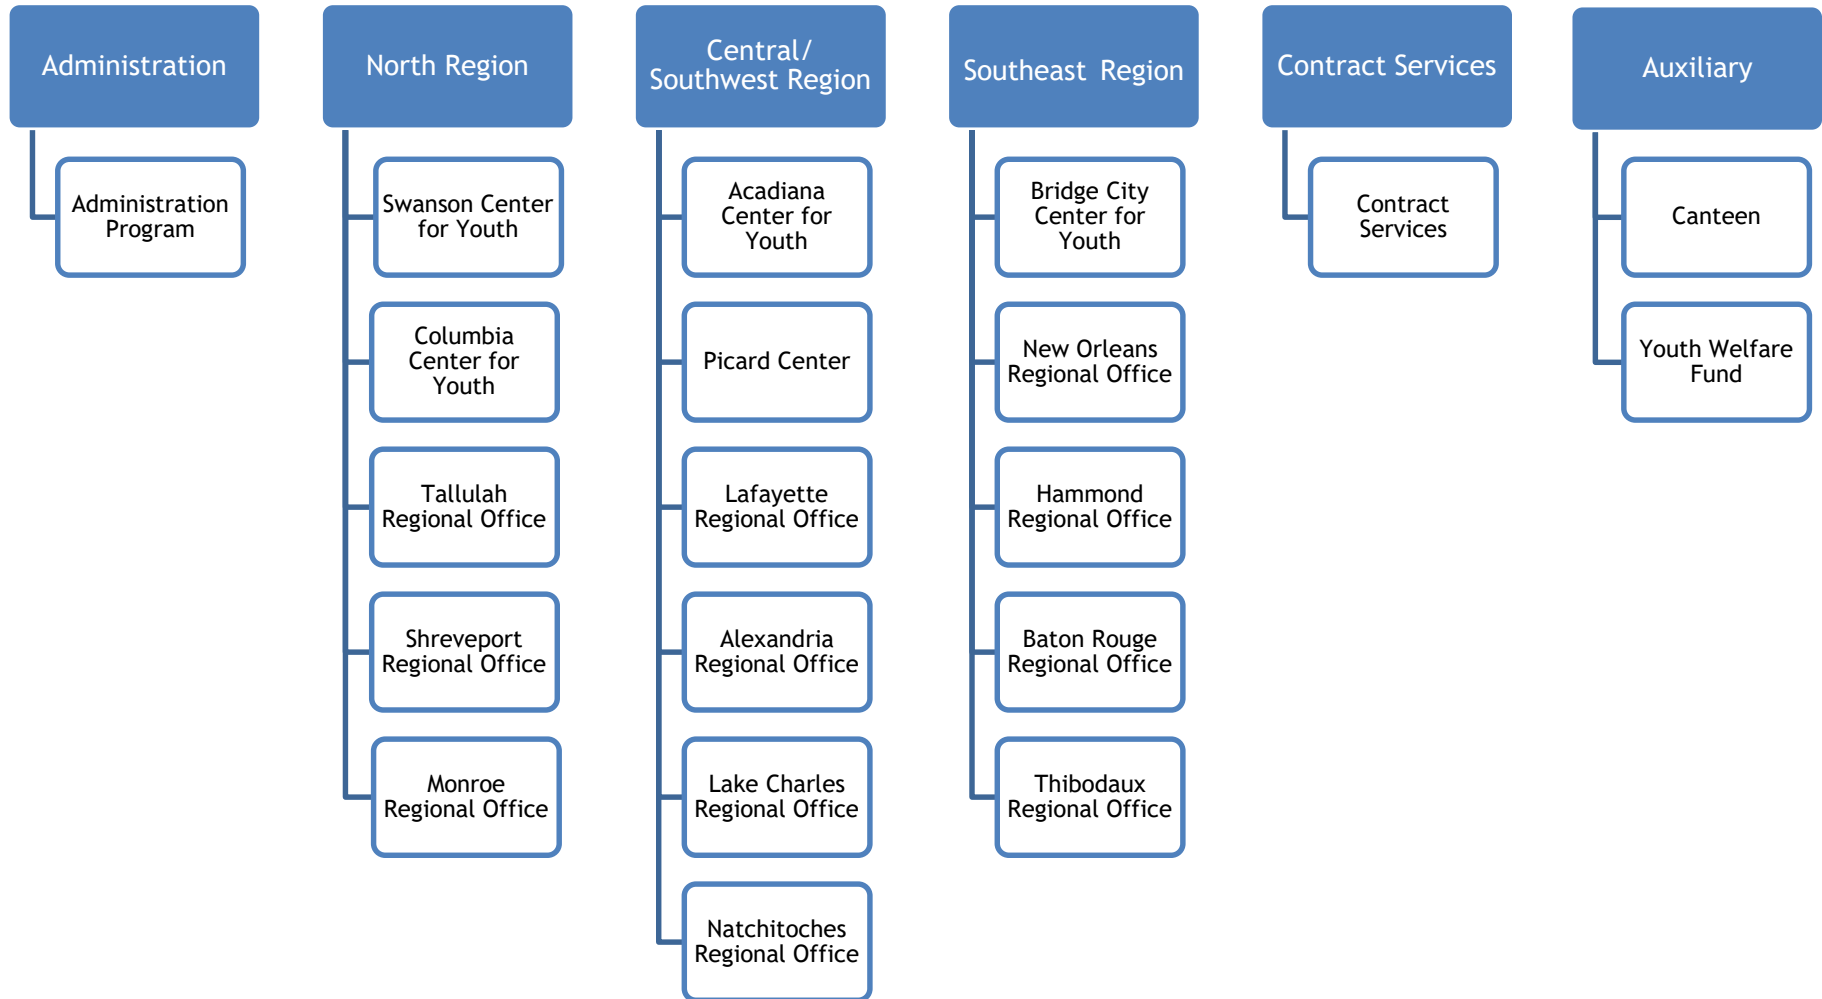 Administration
Administration
Program
North Region
Swanson Center
for Youth
Columbia
Center for
Youth
Tallulah
Regional Office
Shreveport
Regional Office
Monroe
Regional Office
Central/
Southwest Region
Acadiana
Center for
Youth
Picard Center
Lafayette
Regional Office
Alexandria
Regional Office
Lake Charles
Regional Office
Natchitoches
Regional Office
Southeast Region
Bridge City
Center for
Youth
New Orleans
Regional Office
Hammond
Regional Office
Baton Rouge
Regional Office
Thibodaux
Regional Office
Contract Services
Contract
Services
Auxiliary
Canteen
Youth Welfare
Fund